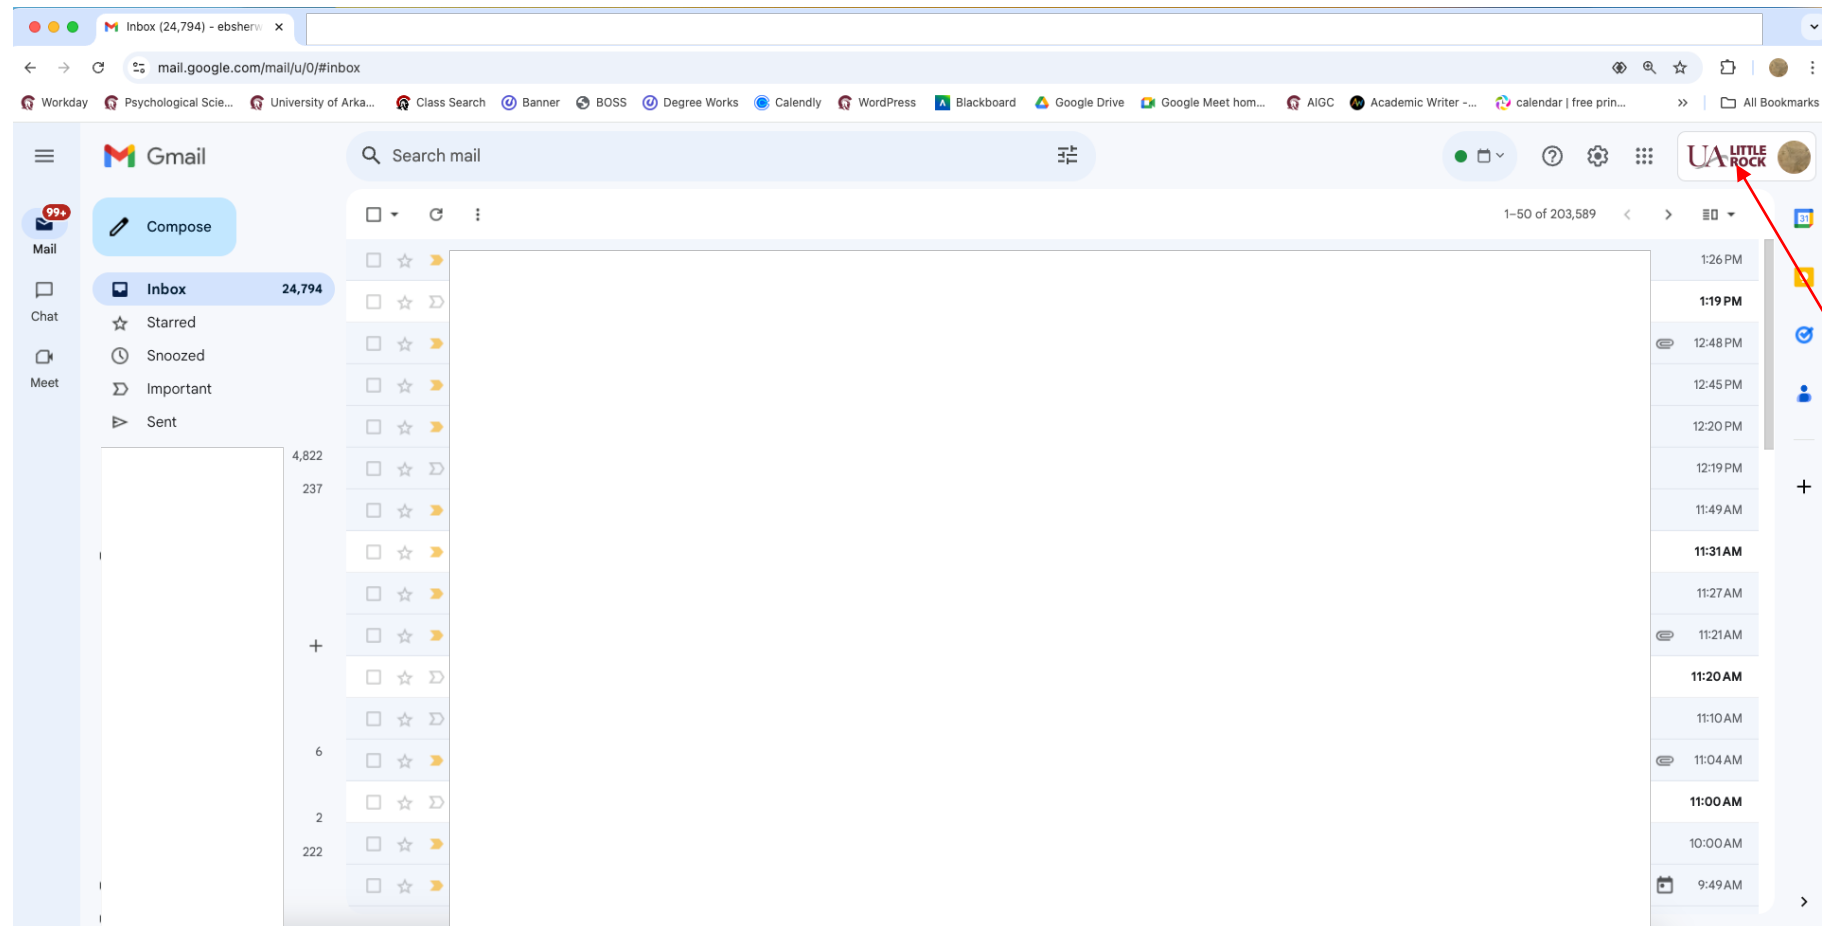 Inbox (24,794) - ebsherw
mail.google.com/mail/u/0/#inbox
Workday Psychological Scie... University of Arka... Class Search Banner BOSS Degree Works Calendly WordPress Blackboard Google Drive Google Meet hom... AIGC Academic Writer -... calendar | free prin... » All Bookmarks
Gmail
Search mail
UA LITTLE ROCK
99+
Mail
Chat
Meet
Compose
1–50 of 203,589
31
Inbox 24,794
Starred
Snoozed
Important
Sent
4,822
237
6
2
222
1:26 PM
1:19 PM
12:48 PM
12:45 PM
12:20 PM
12:19 PM
11:49 AM
11:31 AM
11:27 AM
11:21 AM
11:20 AM
11:10 AM
11:04 AM
11:00 AM
10:00 AM
9:49 AM